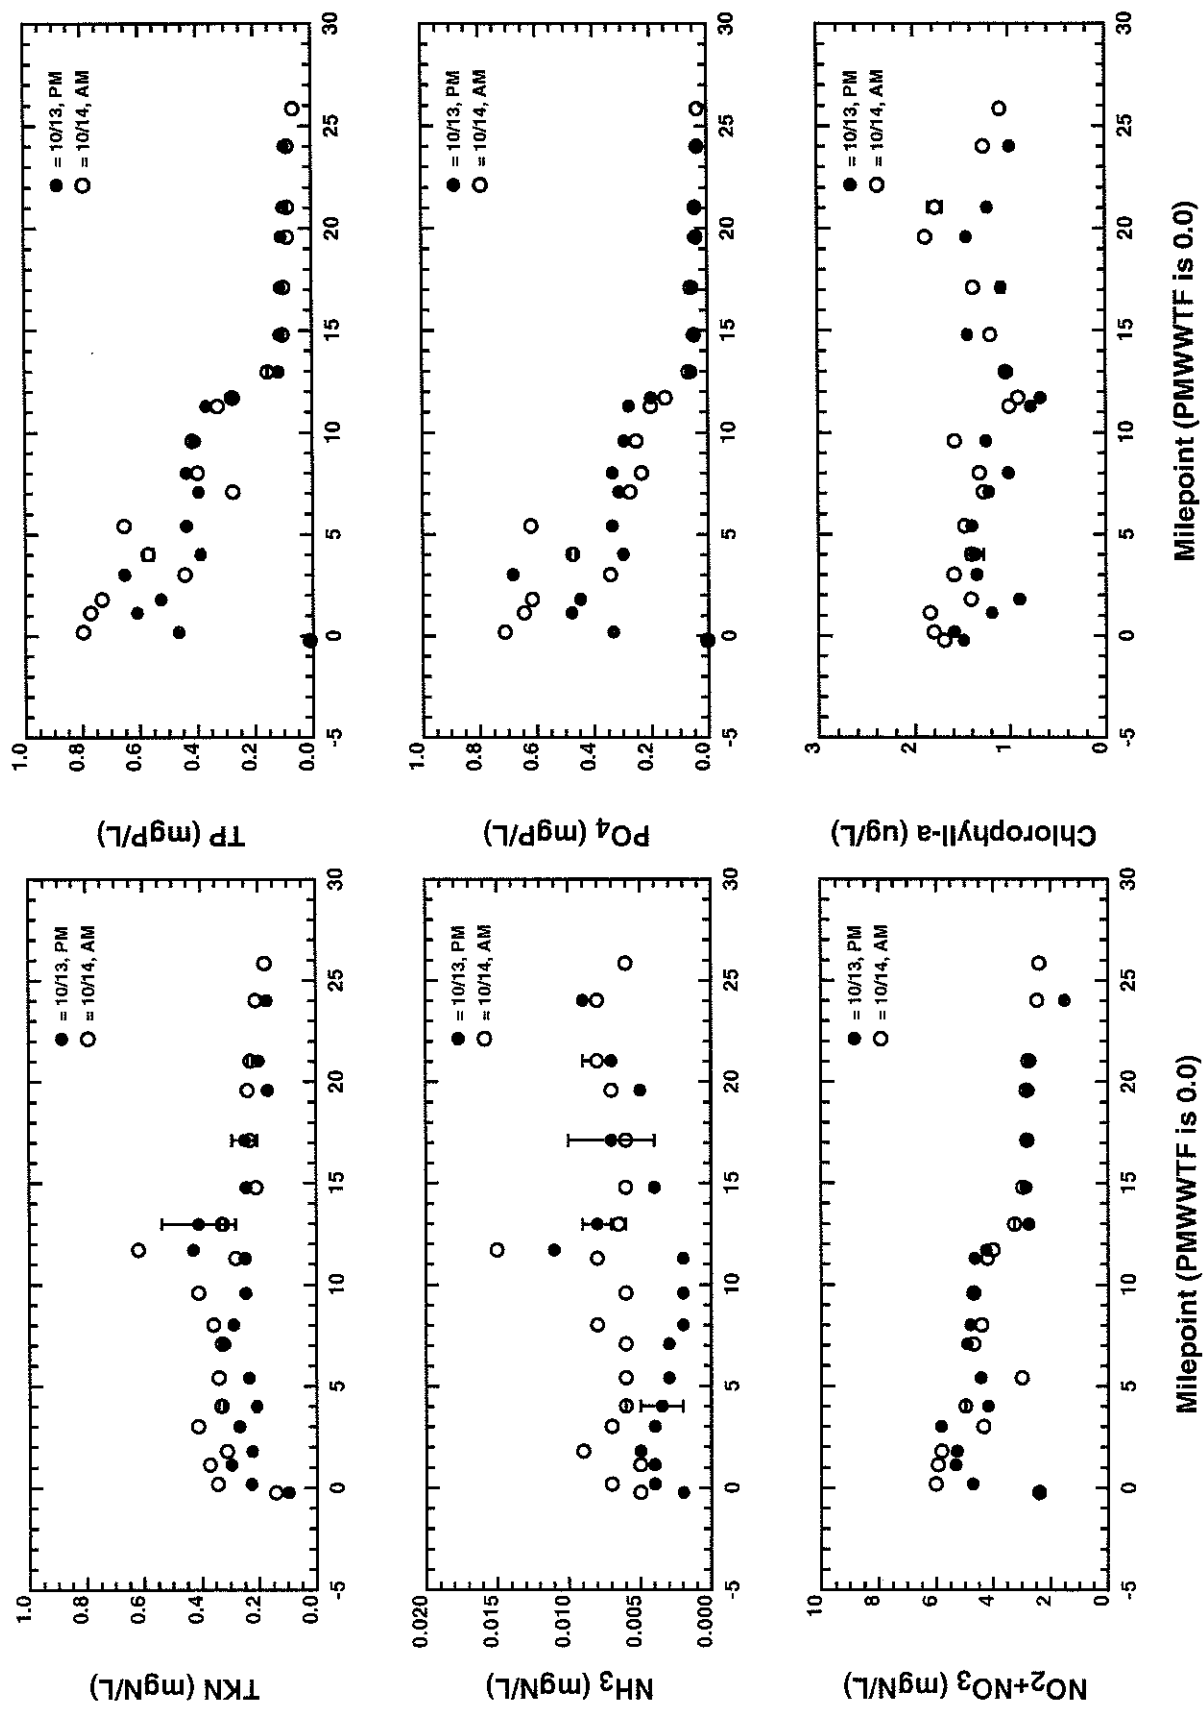 TKN (mgN/L)
1.0
0.8
0.6
0.4
0.2
0.0
● = 10/13, PM
○ = 10/14, AM
-5 0 5 10 15 20 25 30
TP (mgP/L)
1.0
0.8
0.6
0.4
0.2
0.0
● = 10/13, PM
○ = 10/14, AM
-5 0 5 10 15 20 25 30
NH₃ (mgN/L)
0.020
0.015
0.010
0.005
0.000
● = 10/13, PM
○ = 10/14, AM
-5 0 5 10 15 20 25 30
PO₄ (mgP/L)
1.0
0.8
0.6
0.4
0.2
0.0
● = 10/13, PM
○ = 10/14, AM
-5 0 5 10 15 20 25 30
NO₂+NO₃ (mgN/L)
10
8
6
4
2
0
● = 10/13, PM
○ = 10/14, AM
-5 0 5 10 15 20 25 30
Milepoint (PMWWTF is 0.0)
Chlorophyll-a (ug/L)
3
2
1
0
● = 10/13, PM
○ = 10/14, AM
-5 0 5 10 15 20 25 30
Milepoint (PMWWTF is 0.0)